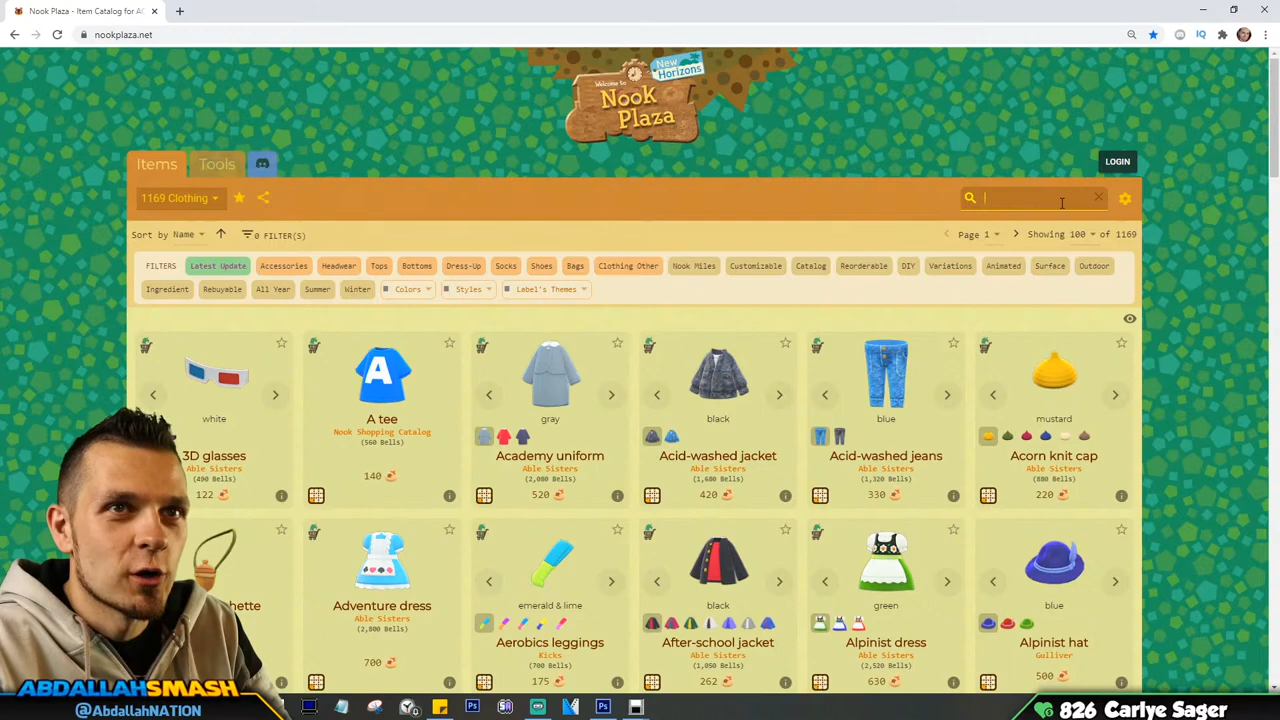 Nook Plaza - Item Catalog for AC
nookplaza.net
Welcome to
Nook
Plaza
New
Horizons
Items
Tools
LOGIN
1169 Clothing
Sort by Name
0 FILTER(S)
Page 1
Showing 100 of 1169
FILTERS Latest Update Accessories Headwear Tops Bottoms Dress-Up Socks Shoes Bags Clothing Other Nook Miles Customizable Catalog Reorderable DIY Variations Animated Surface Outdoor
Ingredient Rebuyable All Year Summer Winter Colors Styles Label's Themes
white
3D glasses
Able Sisters
(490 Bells)
122
A
A tee
Nook Shopping Catalog
(560 Bells)
140
gray
Academy uniform
Able Sisters
(2,080 Bells)
520
black
Acid-washed jacket
Able Sisters
(1,680 Bells)
420
blue
Acid-washed jeans
Able Sisters
(1,320 Bells)
330
mustard
Acorn knit cap
Able Sisters
(880 Bells)
220
Adventure dress
Able Sisters
(2,800 Bells)
700
emerald & lime
Aerobics leggings
Kicks
(700 Bells)
175
black
After-school jacket
Able Sisters
(1,050 Bells)
262
green
Alpinist dress
Able Sisters
(2,520 Bells)
630
blue
Alpinist hat
Gulliver
500
ABDALLAHSMASH
@AbdallahNATION
826 Carlye Sager